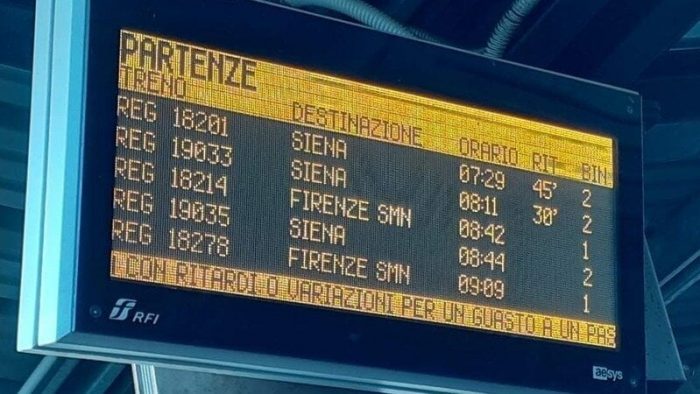 PARTENZE
TRENO DESTINAZIONE ORARIO RIT BIN
REG 18201 SIENA 07:29 45' 2
REG 19033 SIENA 08:11 30' 2
REG 18214 FIRENZE SMN 08:42 1
REG 19035 SIENA 08:44 2
REG 18278 FIRENZE SMN 09:09 1
CON RITARDI O VARIAZIONI PER UN GUASTO A UN PAS
RFI
aesys